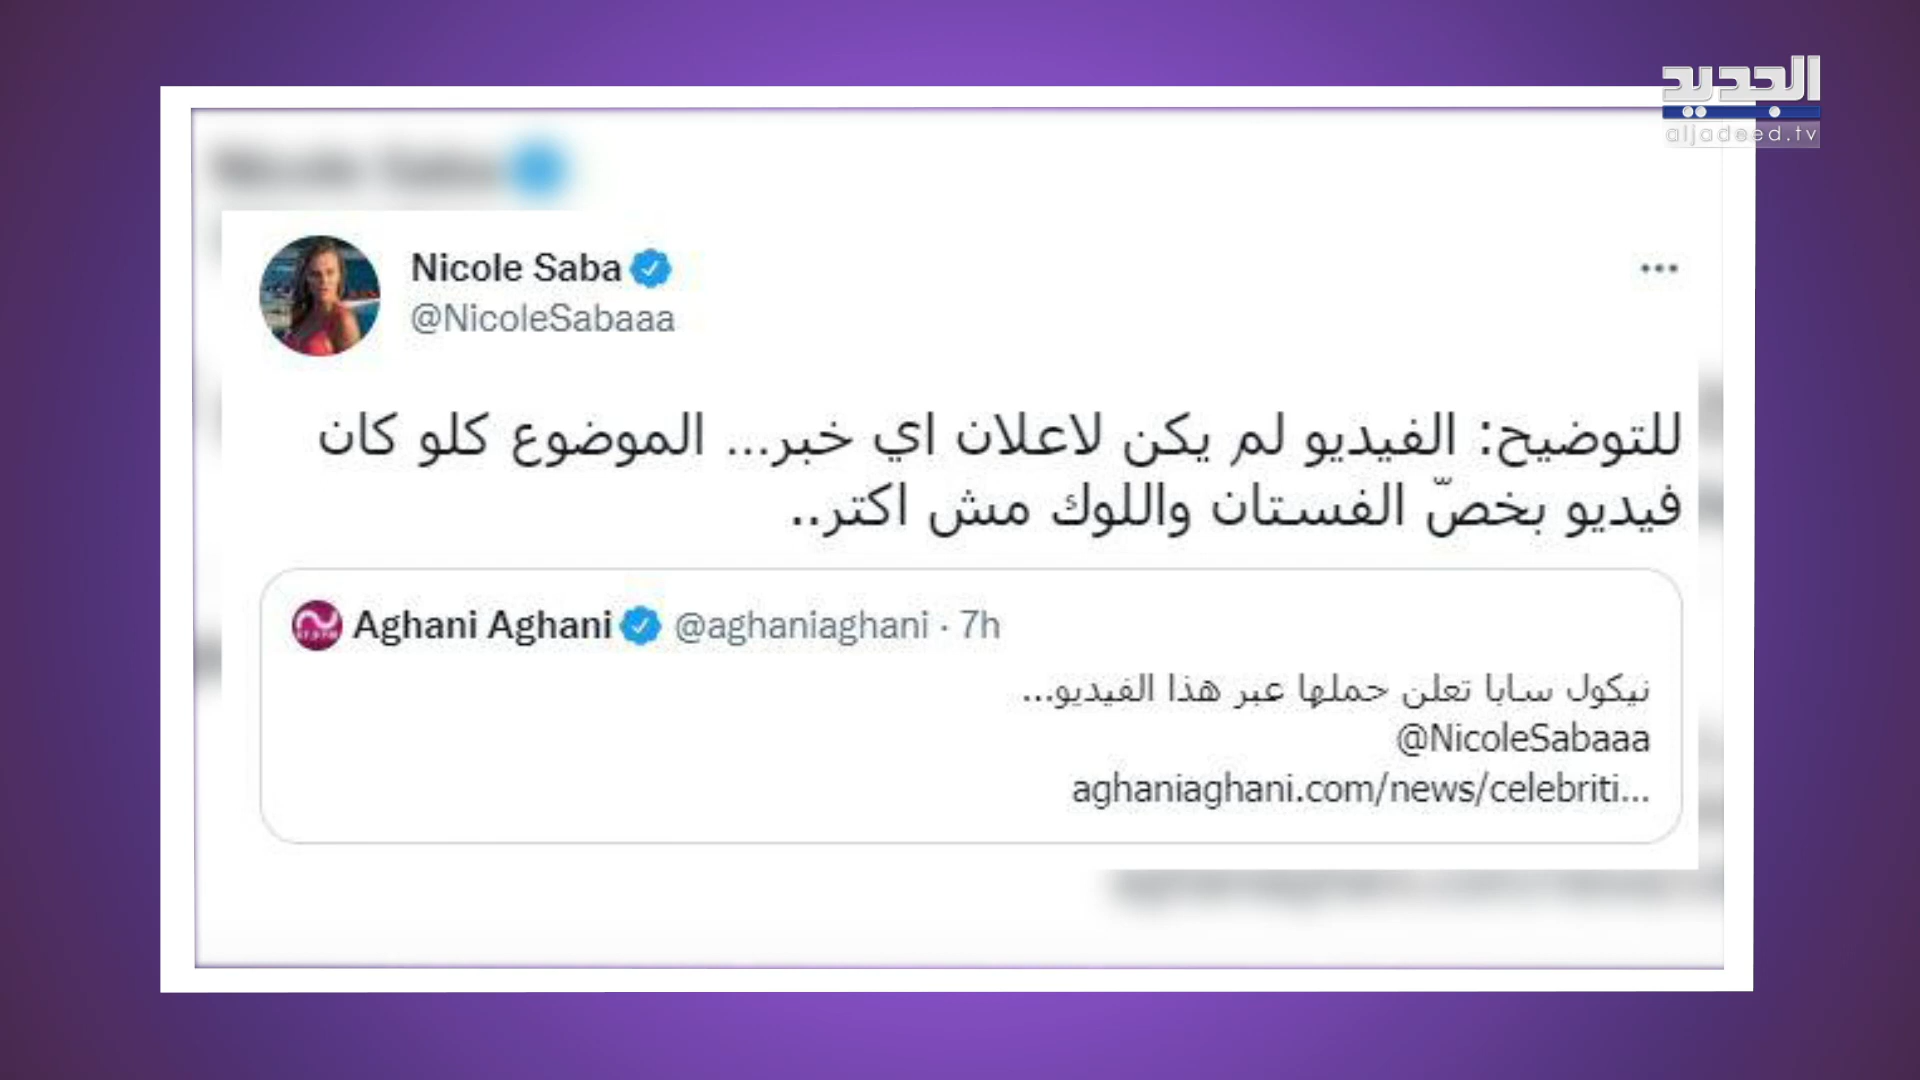 الجديد
aljadeed.tv
Nicole Saba
Nicole Saba
@NicoleSabaaa
للتوضيح: الفيديو لم يكن لاعلان اي خبر... الموضوع كلو كان
فيديو بخصّ الفستان واللوك مش اكتر..
Aghani Aghani @aghaniaghani · 7h
نيكول سابا تعلن حملها عبر هذا الفيديو...
@NicoleSabaaa
aghaniaghani.com/news/celebriti...